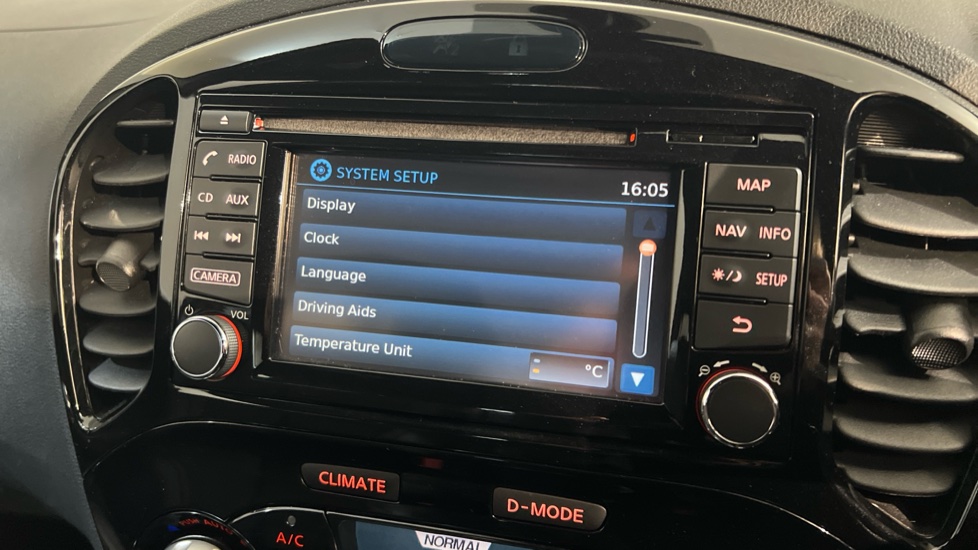 RADIO
CD AUX
CAMERA
VOL
SYSTEM SETUP
16:05
Display
Clock
Language
Driving Aids
Temperature Unit
°C
MAP
NAV INFO
SETUP
CLIMATE
D-MODE
A/C
NORMAL